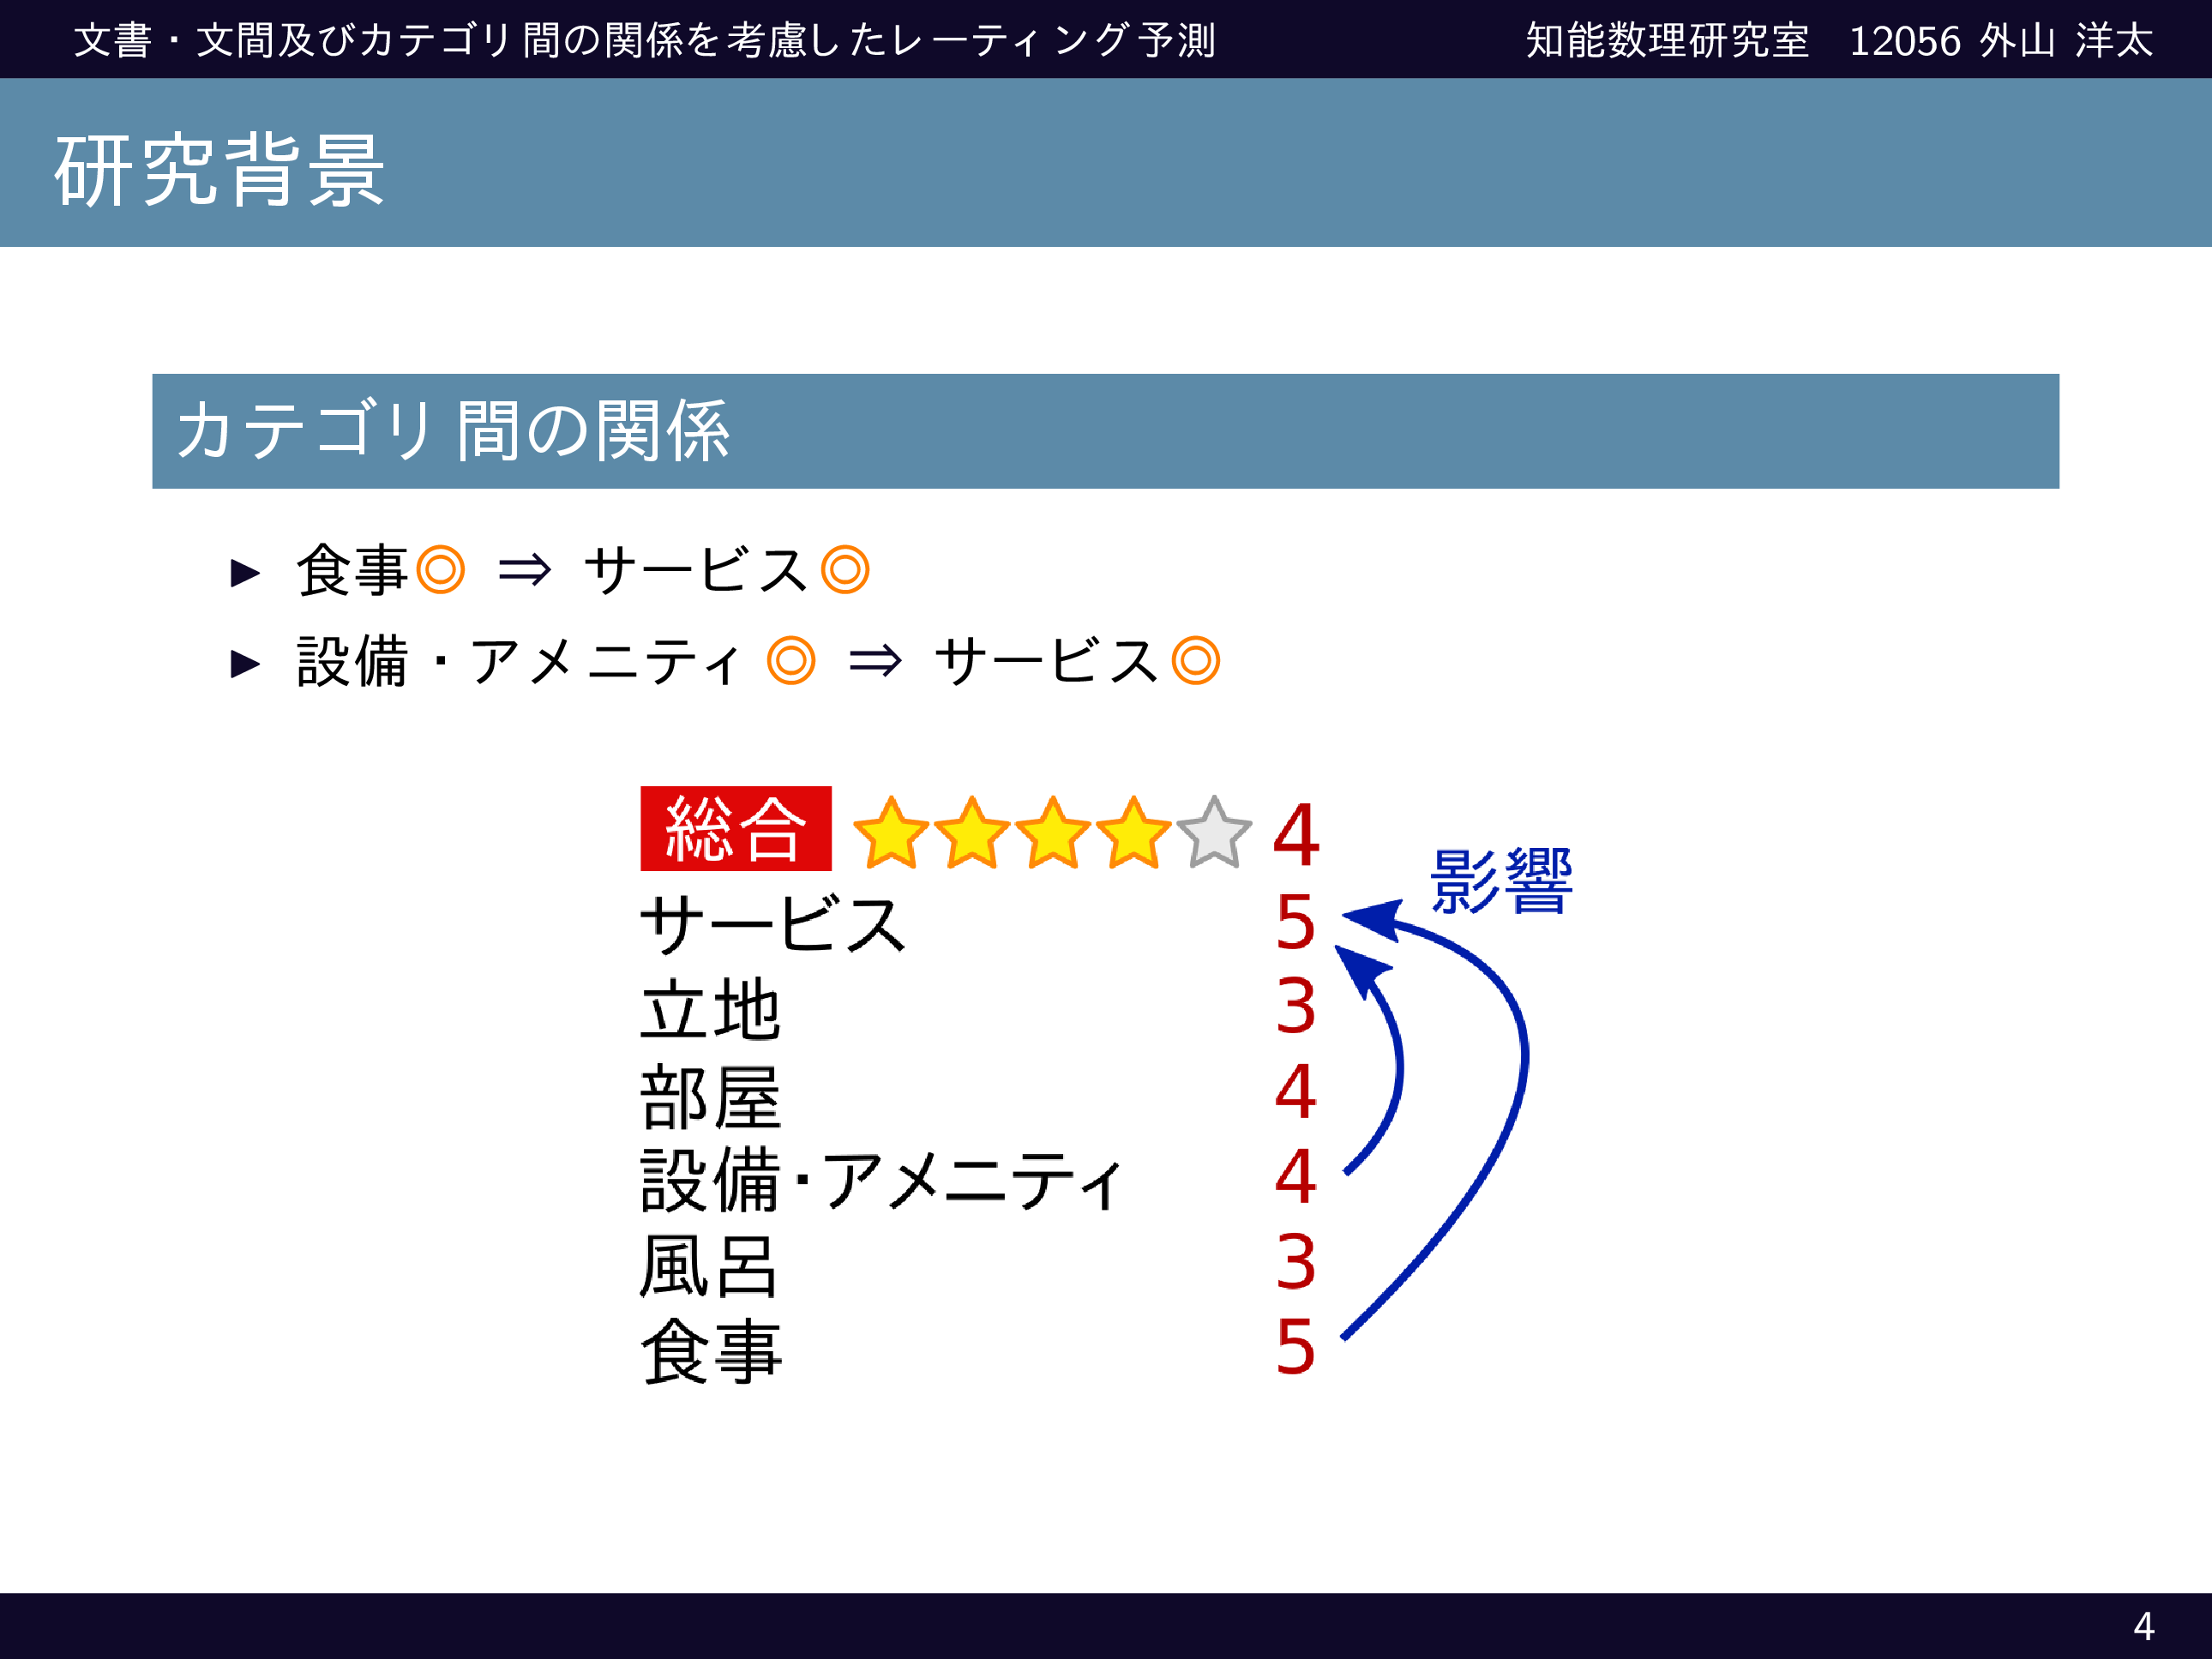 文書・文間及びカテゴリ間の関係を考慮したレーティング予測
知能数理研究室　12056 外山 洋太
研究背景
カテゴリ間の関係
▶ 食事◎ ⇒ サービス◎
▶ 設備・アメニティ◎ ⇒ サービス◎
総合 4
影響
サービス 5
立地 3
部屋 4
設備・アメニティ 4
風呂 3
食事 5
4